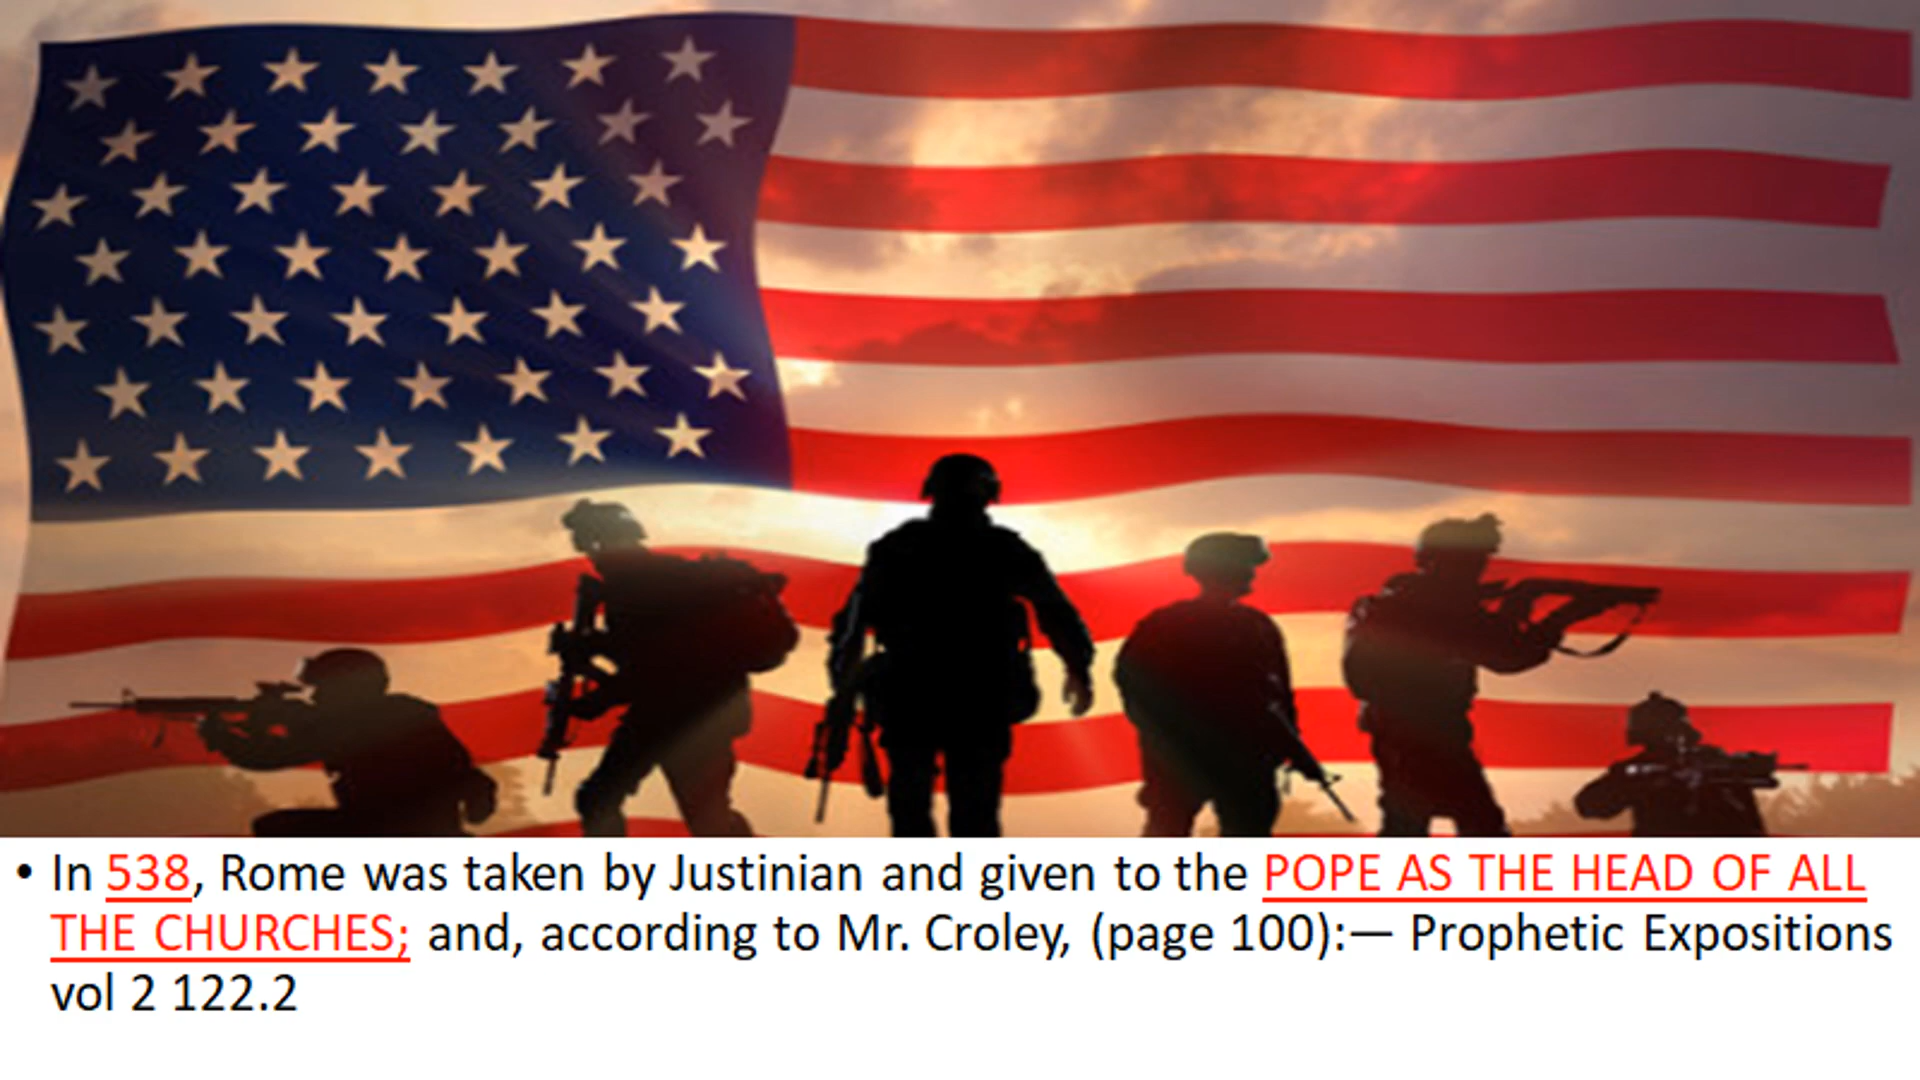 • In 538, Rome was taken by Justinian and given to the POPE AS THE HEAD OF ALL
THE CHURCHES; and, according to Mr. Croley, (page 100):— Prophetic Expositions
vol 2 122.2